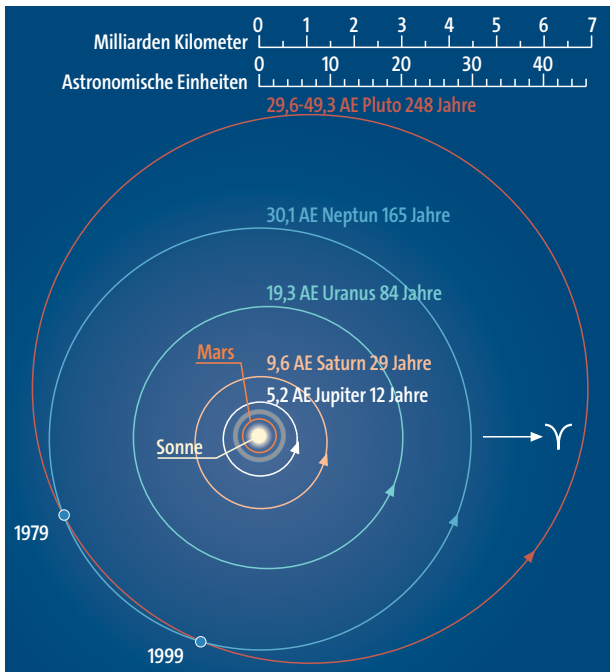 0 1 2 3 4 5 6 7
Milliarden Kilometer
Astronomische Einheiten
0 10 20 30 40
29,6-49,3 AE Pluto 248 Jahre
30,1 AE Neptun 165 Jahre
19,3 AE Uranus 84 Jahre
Mars
9,6 AE Saturn 29 Jahre
5,2 AE Jupiter 12 Jahre
Sonne
♈
1979
1999